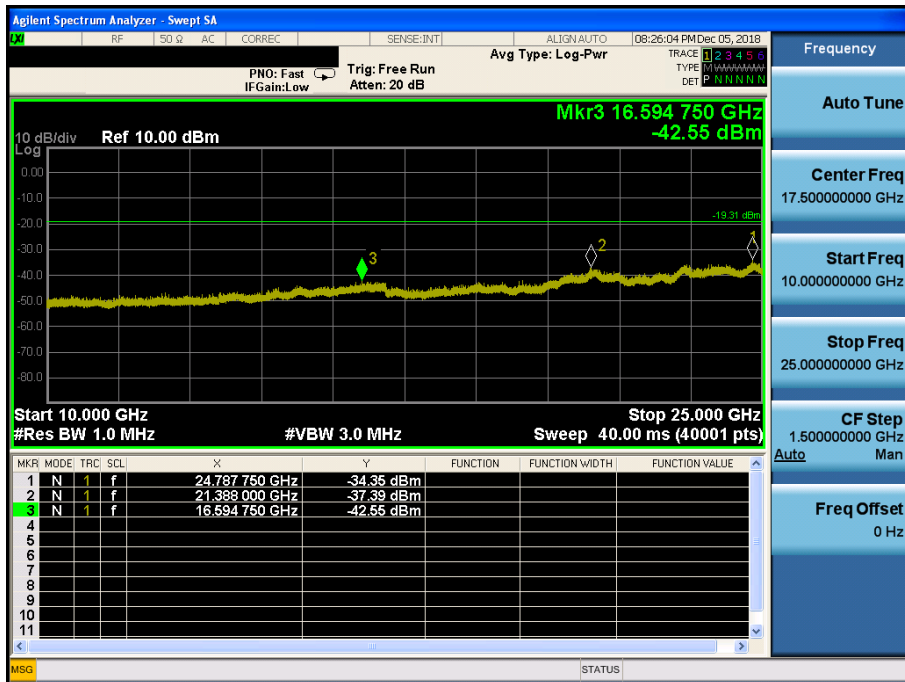 Agilent Spectrum Analyzer - Swept SA
LXI RF 50 Ω AC CORREC SENSE:INT ALIGN AUTO 08:26:04 PM Dec 05, 2018
Frequency
PNO: Fast
IFGain:Low
Trig: Free Run
Atten: 20 dB
Avg Type: Log-Pwr
TRACE 1 2 3 4 5 6
TYPE M WWWWW
DET P N N N N N
Auto Tune
Mkr3 16.594 750 GHz
-42.55 dBm
10 dB/div Ref 10.00 dBm
Log
0.00
-10.0
-20.0
-30.0
-40.0
-50.0
-60.0
-70.0
-80.0
-19.31 dBm
1
2
3
Start 10.000 GHz Stop 25.000 GHz
#Res BW 1.0 MHz #VBW 3.0 MHz Sweep 40.00 ms (40001 pts)
Center Freq
17.500000000 GHz
Start Freq
10.000000000 GHz
Stop Freq
25.000000000 GHz
CF Step
1.500000000 GHz
Auto Man
Freq Offset
0 Hz
MKR MODE TRC SCL X Y FUNCTION FUNCTION WIDTH FUNCTION VALUE
1 N 1 f 24.787 750 GHz -34.35 dBm
2 N 1 f 21.388 000 GHz -37.39 dBm
3 N 1 f 16.594 750 GHz -42.55 dBm
4
5
6
7
8
9
10
11
MSG STATUS